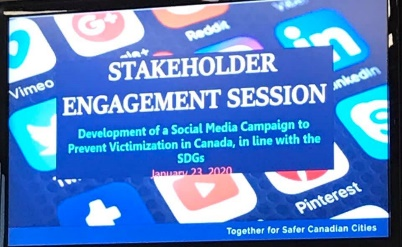 Vimeo
Reddit
STAKEHOLDER
ENGAGEMENT SESSION
Development of a Social Media Campaign to
Prevent Victimization in Canada, in line with the
SDGs
January 23, 2020
Pinterest
Together for Safer Canadian Cities